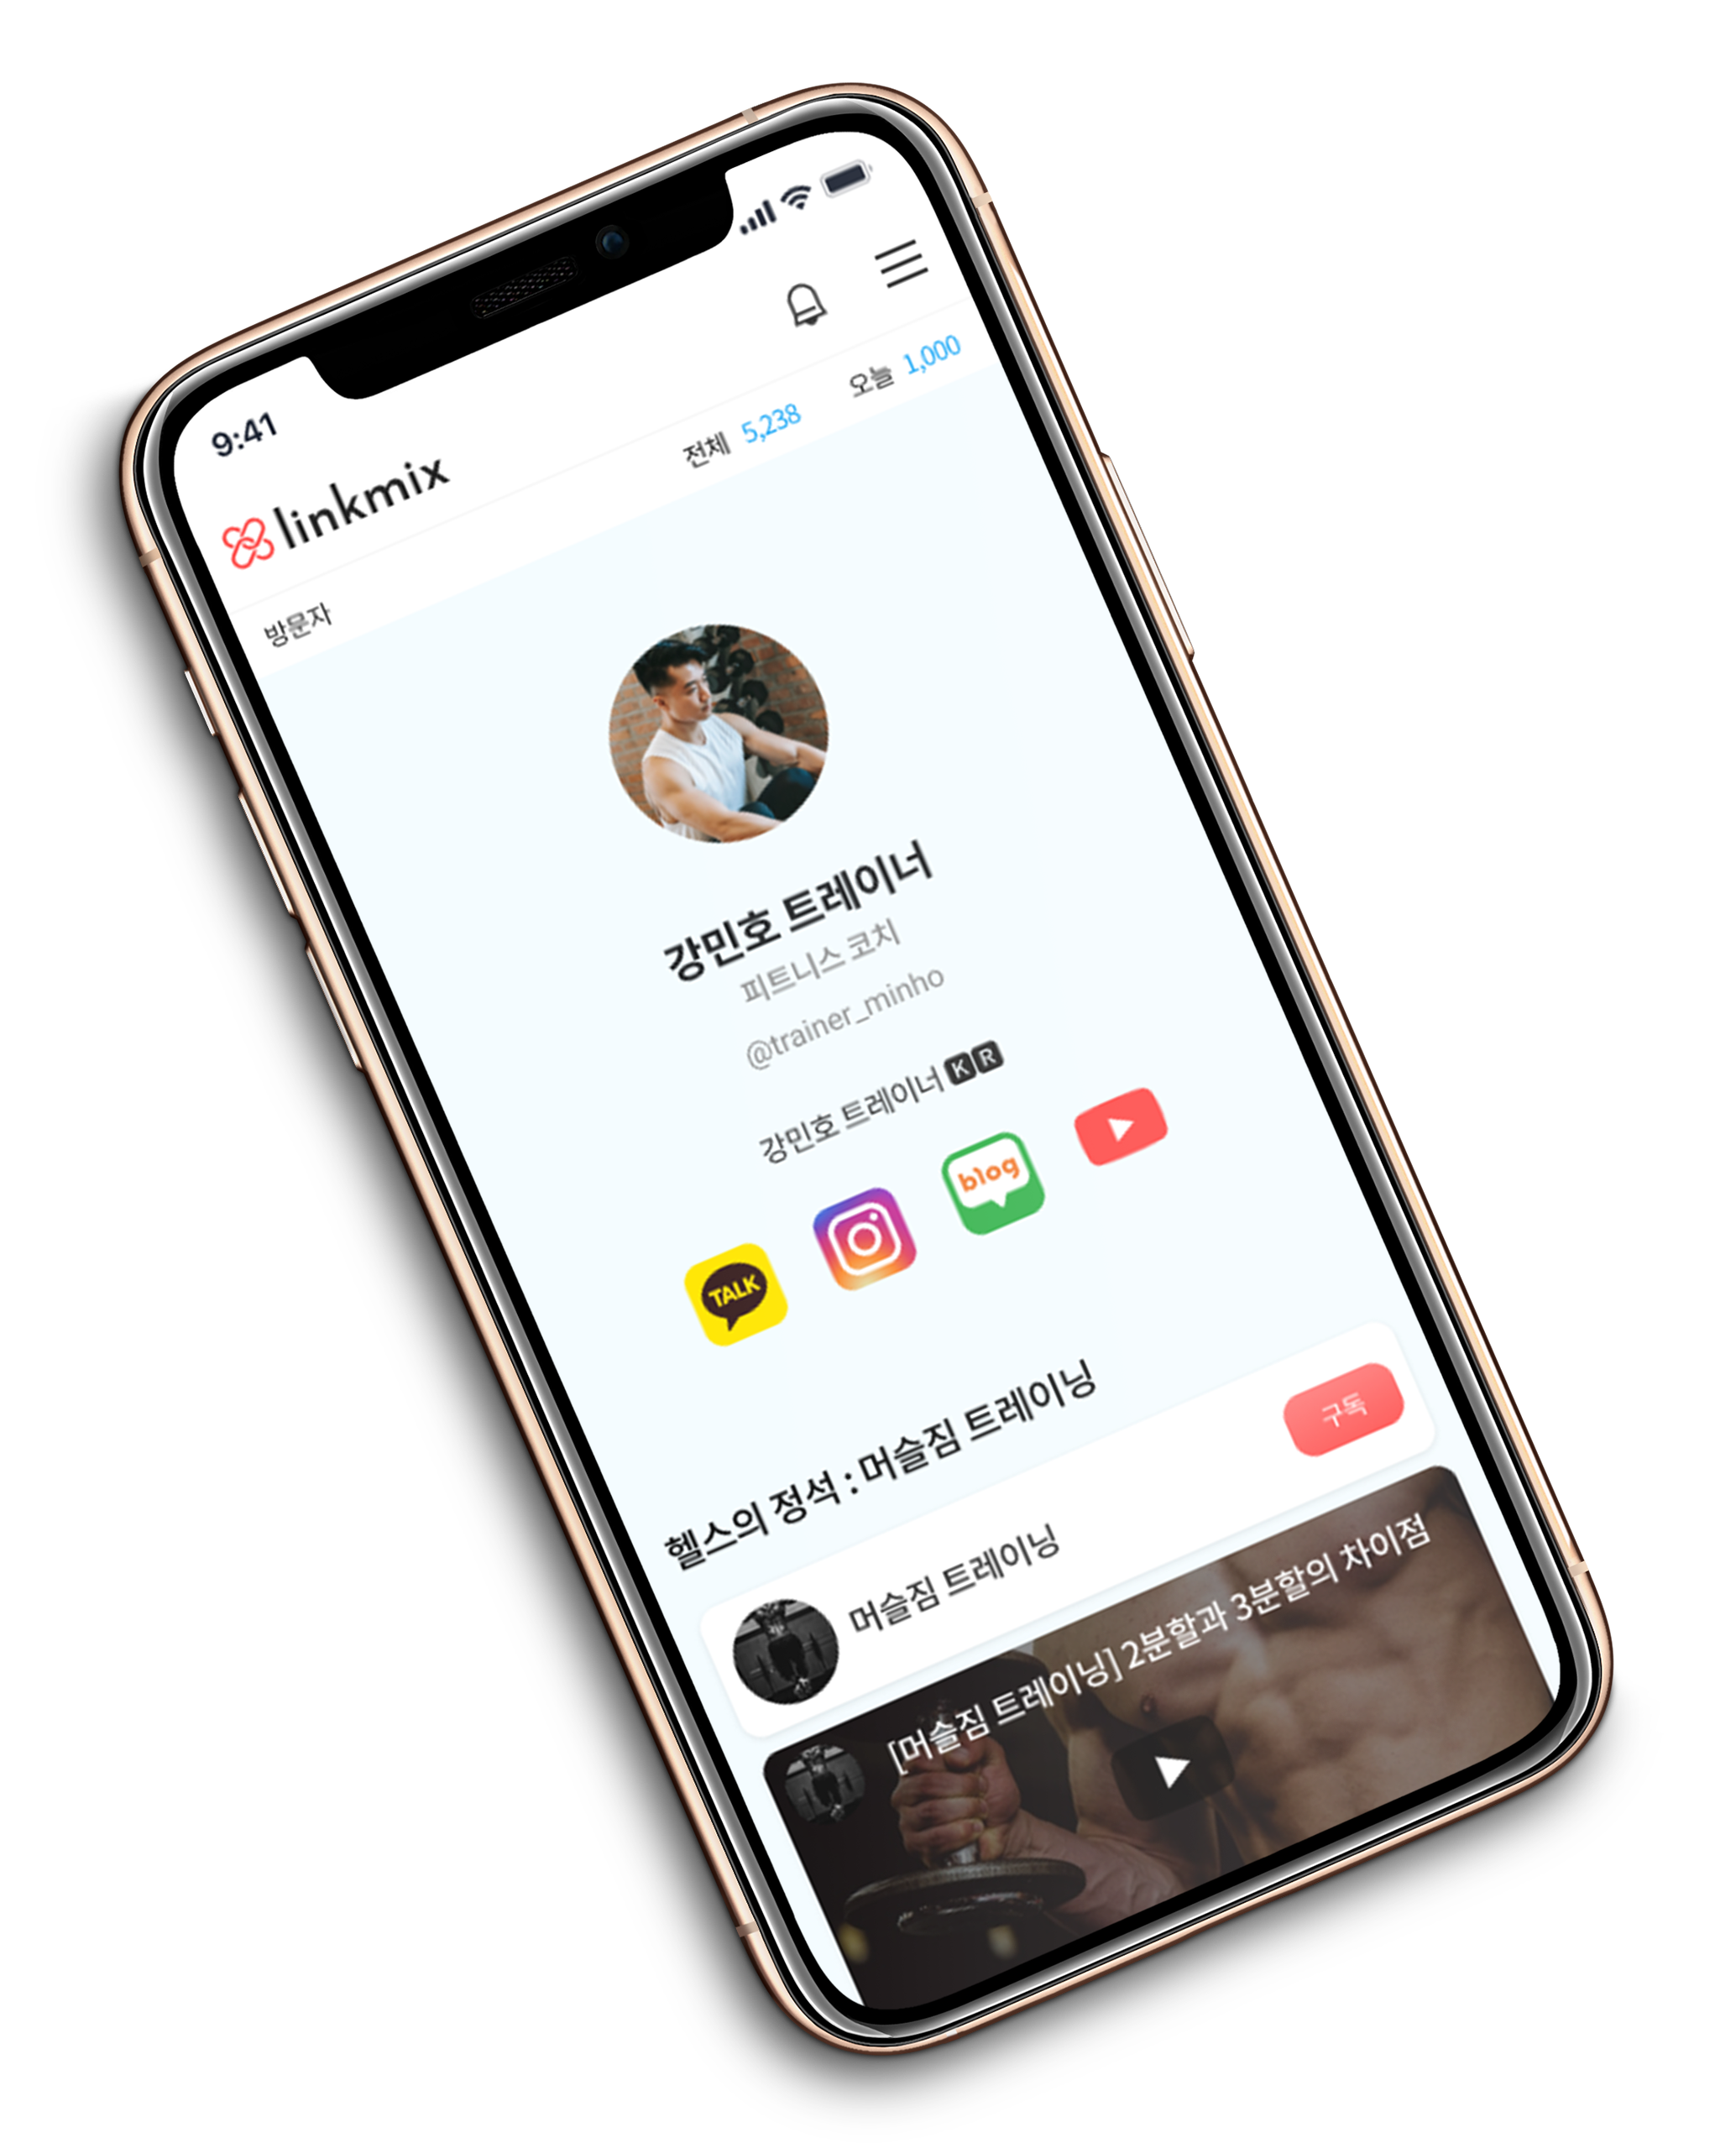 9:41
linkmix
방문자 전체 5,238 오늘 1,000
강민호 트레이너
피트니스 코치
@trainer_minho
강민호 트레이너 KR
TALK
blog
헬스의 정석 : 머슬짐 트레이닝
머슬짐 트레이닝
구독
[머슬짐 트레이닝] 2분할과 3분할의 차이점